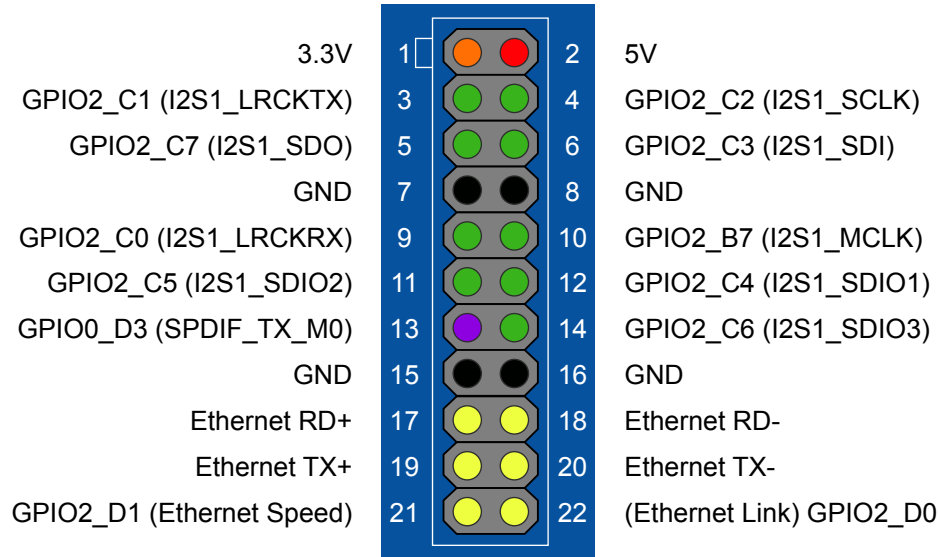 3.3V 1 2 5V
GPIO2_C1 (I2S1_LRCKTX) 3 4 GPIO2_C2 (I2S1_SCLK)
GPIO2_C7 (I2S1_SDO) 5 6 GPIO2_C3 (I2S1_SDI)
GND 7 8 GND
GPIO2_C0 (I2S1_LRCKRX) 9 10 GPIO2_B7 (I2S1_MCLK)
GPIO2_C5 (I2S1_SDIO2) 11 12 GPIO2_C4 (I2S1_SDIO1)
GPIO0_D3 (SPDIF_TX_M0) 13 14 GPIO2_C6 (I2S1_SDIO3)
GND 15 16 GND
Ethernet RD+ 17 18 Ethernet RD-
Ethernet TX+ 19 20 Ethernet TX-
GPIO2_D1 (Ethernet Speed) 21 22 (Ethernet Link) GPIO2_D0